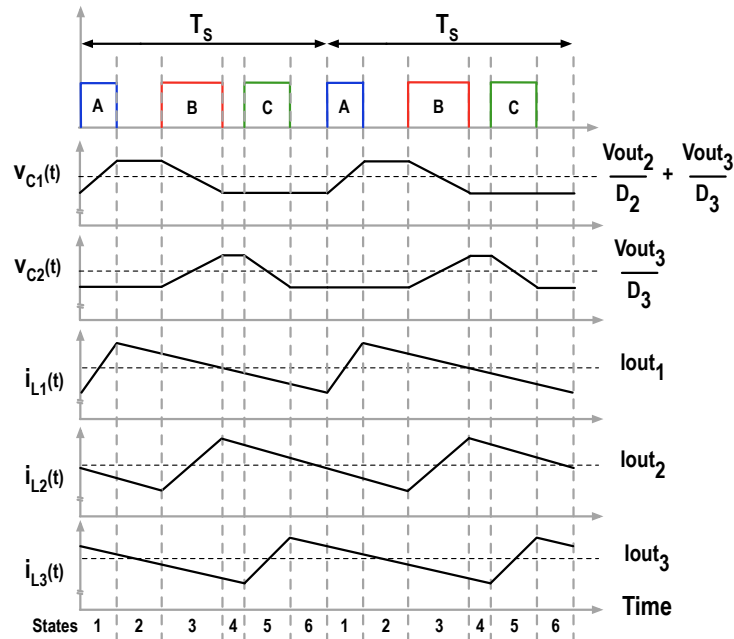 T_S T_S
A B C A B C
v_C1(t) Vout_2/D_2 + Vout_3/D_3
v_C2(t) Vout_3/D_3
i_L1(t) Iout_1
i_L2(t) Iout_2
i_L3(t) Iout_3
Time
States 1 2 3 4 5 6 1 2 3 4 5 6